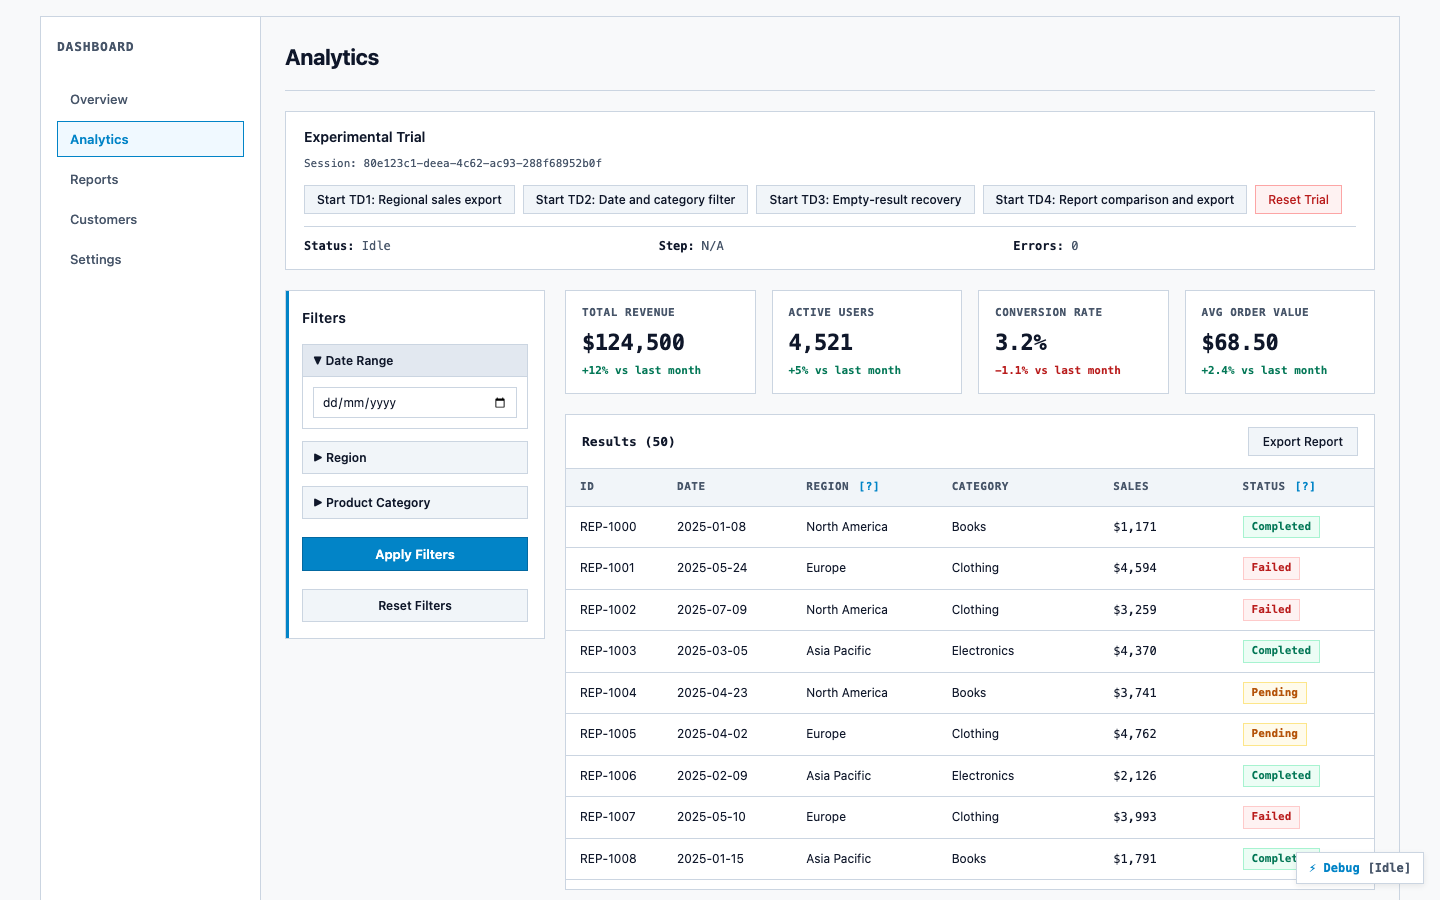 DASHBOARD
Overview
Analytics
Reports
Customers
Settings
Analytics
Experimental Trial
Session: 80e123c1-deea-4c62-ac93-288f68952b0f
Start TD1: Regional sales export Start TD2: Date and category filter Start TD3: Empty-result recovery Start TD4: Report comparison and export Reset Trial
Status: Idle Step: N/A Errors: 0
Filters
▼ Date Range
dd/mm/yyyy
▶ Region
▶ Product Category
Apply Filters
Reset Filters
TOTAL REVENUE
$124,500
+12% vs last month
ACTIVE USERS
4,521
+5% vs last month
CONVERSION RATE
3.2%
-1.1% vs last month
AVG ORDER VALUE
$68.50
+2.4% vs last month
Results (50) Export Report
ID DATE REGION [?] CATEGORY SALES STATUS [?]
REP-1000 2025-01-08 North America Books $1,171 Completed
REP-1001 2025-05-24 Europe Clothing $4,594 Failed
REP-1002 2025-07-09 North America Clothing $3,259 Failed
REP-1003 2025-03-05 Asia Pacific Electronics $4,370 Completed
REP-1004 2025-04-23 North America Books $3,741 Pending
REP-1005 2025-04-02 Europe Clothing $4,762 Pending
REP-1006 2025-02-09 Asia Pacific Electronics $2,126 Completed
REP-1007 2025-05-10 Europe Clothing $3,993 Failed
REP-1008 2025-01-15 Asia Pacific Books $1,791 Complet
⚡ Debug [Idle]